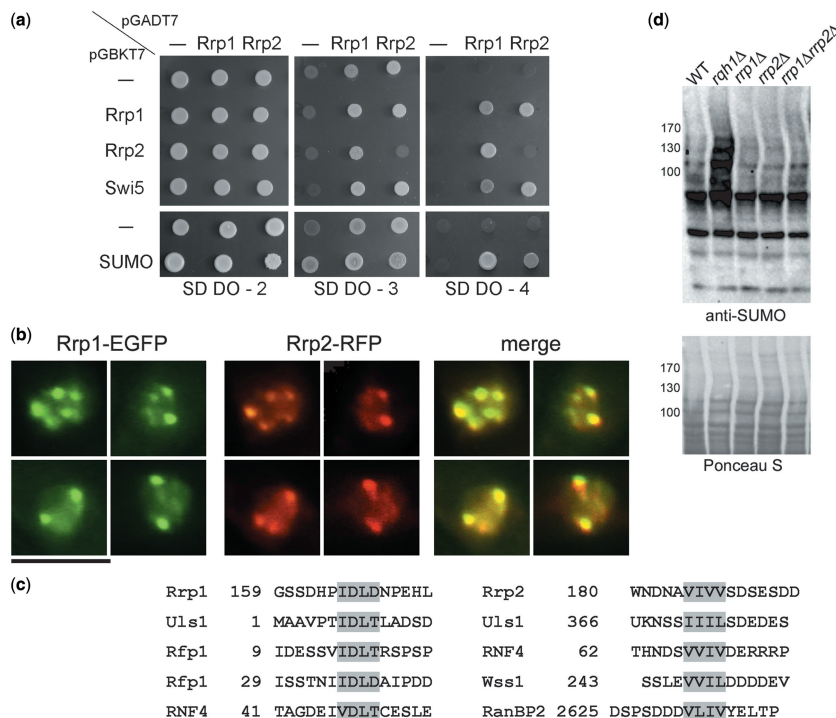 (a)
pGADT7
pGBKT7
— Rrp1 Rrp2 — Rrp1 Rrp2 — Rrp1 Rrp2
—
Rrp1
Rrp2
Swi5
—
SUMO
SD DO - 2 SD DO - 3 SD DO - 4
(d)
WT rqh1Δ rrp1Δ rrp2Δ rrp1Δrrp2Δ
170
130
100
anti-SUMO
170
130
100
Ponceau S
(b)
Rrp1-EGFP Rrp2-RFP merge
(c)
Rrp1 159 GSSDHPIDLDNPEHL Rrp2 180 WNDNAVIVVSDSESDD
Uls1 1 MAAVPTIDLTLADSD Uls1 366 UKNSSIIILSDEDES
Rfp1 9 IDESSVIDLTRSPSP RNF4 62 THNDSVVIVDERRRP
Rfp1 29 ISSTNIIDLDAIPDD Wss1 243 SSLEVVILDDDDEV
RNF4 41 TAGDEIVDLTCESLE RanBP2 2625 DSPSDDDVLIVYELTP